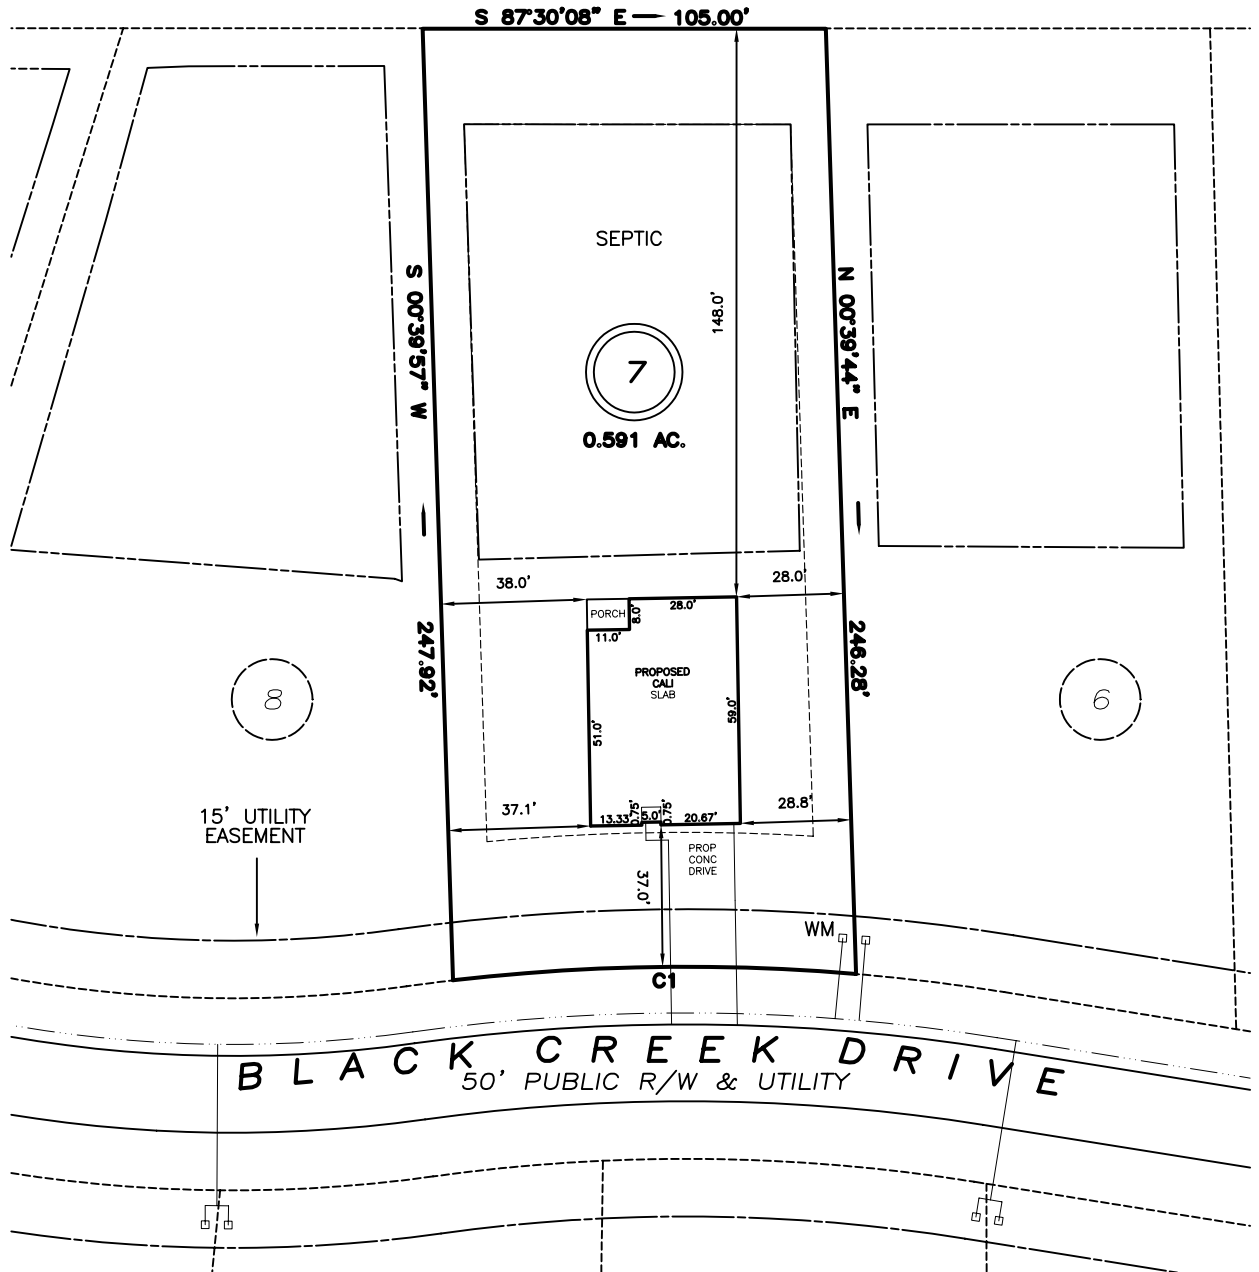 S 87°30'08" E — 105.00'
SEPTIC
148.0'
S 00°39'57" W — 247.92'
N 00°39'44" E — 246.28'
7
0.591 AC.
38.0'
28.0'
PORCH
8.0'
28.0'
11.0'
PROPOSED
CALI
SLAB
51.0'
59.0'
8
6
15' UTILITY
EASEMENT
37.1'
28.8'
13.33'
0.75'
5.0'
0.75'
20.67'
PROP
CONC
DRIVE
37.0'
WM
C1
BLACK CREEK DRIVE
50' PUBLIC R/W & UTILITY